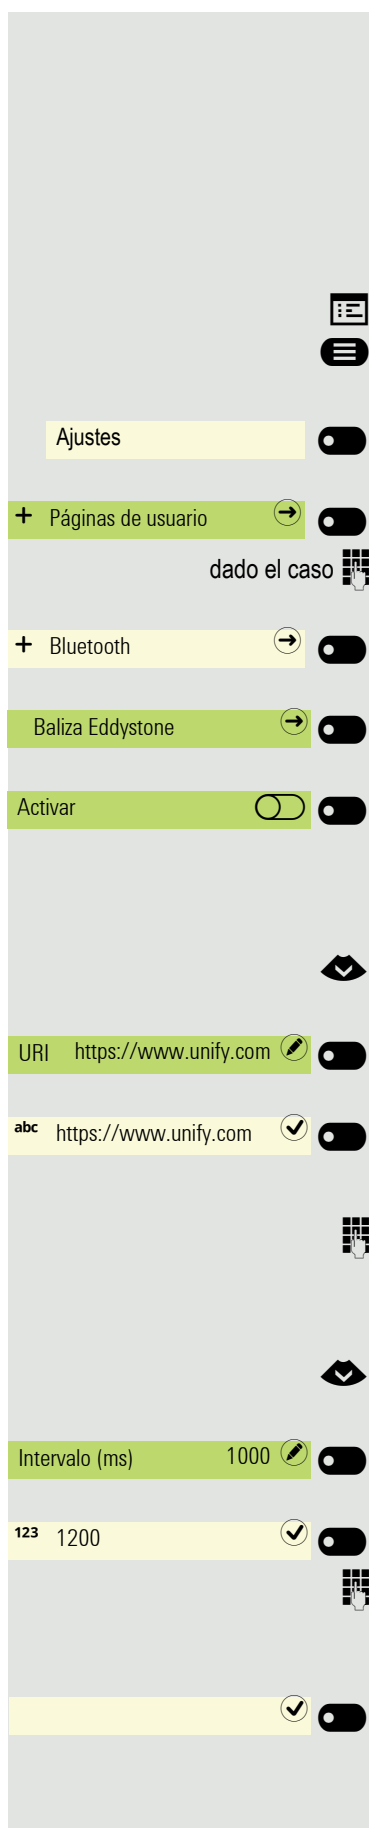 Ajustes
+ Páginas de usuario
dado el caso
+ Bluetooth
Baliza Eddystone
Activar
URI https://www.unify.com
abc https://www.unify.com
Intervalo (ms) 1000
123 1200